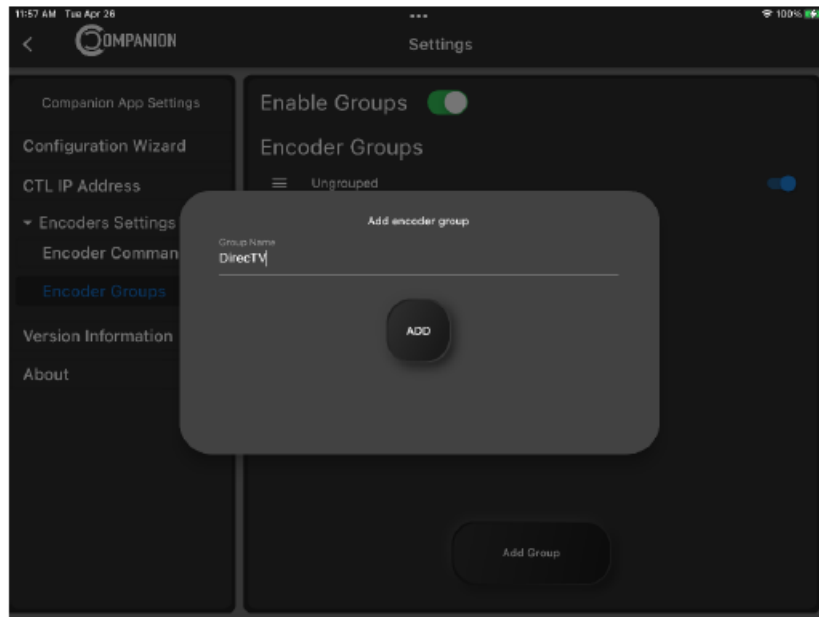 11:57 AM Tue Apr 26
100%
COMPANION
Settings
Companion App Settings
Configuration Wizard
CTL IP Address
Encoders Settings
Encoder Comman
Encoder Groups
Version Information
About
Enable Groups
Encoder Groups
Ungrouped
Add encoder group
Group Name
DirecTV
ADD
Add Group